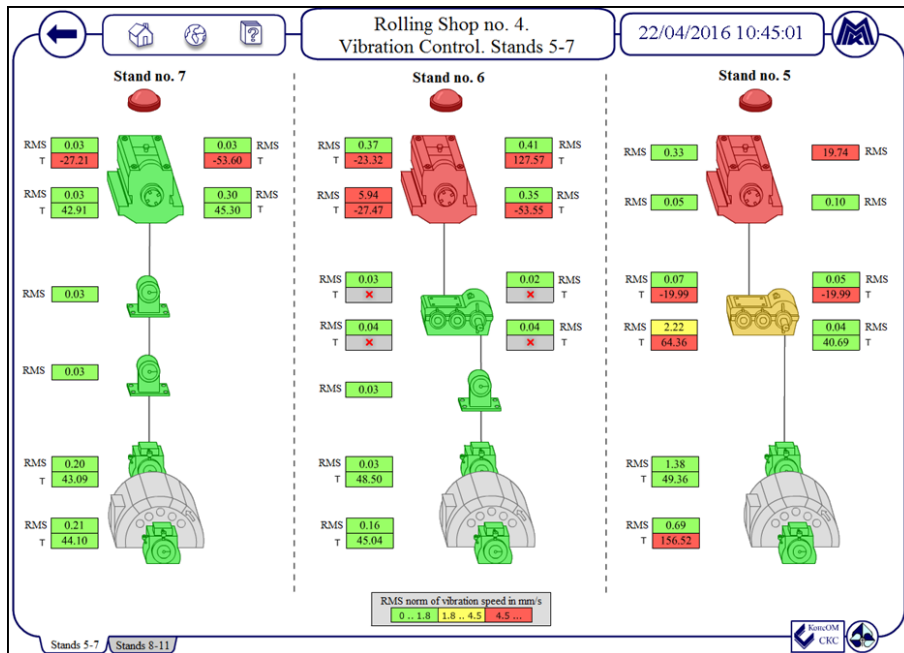 Rolling Shop no. 4.
Vibration Control. Stands 5-7
22/04/2016 10:45:01
Stand no. 7
RMS 0.03 0.03 RMS
T -27.21 -53.60 T
RMS 0.03 0.30 RMS
T 42.91 45.30 T
RMS 0.03
RMS 0.03
RMS 0.20
T 43.09
RMS 0.21
T 44.10
Stand no. 6
RMS 0.37 0.41 RMS
T -23.32 127.57 T
RMS 5.94 0.35 RMS
T -27.47 -53.55 T
RMS 0.03 0.02 RMS
T T
RMS 0.04 0.04 RMS
T T
RMS 0.03
RMS 0.03
T 48.50
RMS 0.16
T 45.04
Stand no. 5
RMS 0.33 19.74 RMS
RMS 0.05 0.10 RMS
RMS 0.07 0.05 RMS
T -19.99 -19.99 T
RMS 2.22 0.04 RMS
T 64.36 40.69 T
RMS 1.38
T 49.36
RMS 0.69
T 156.52
RMS norm of vibration speed in mm/s
0 .. 1.8 1.8 .. 4.5 4.5 ...
Stands 5-7 Stands 8-11
КонсОМ
СКС